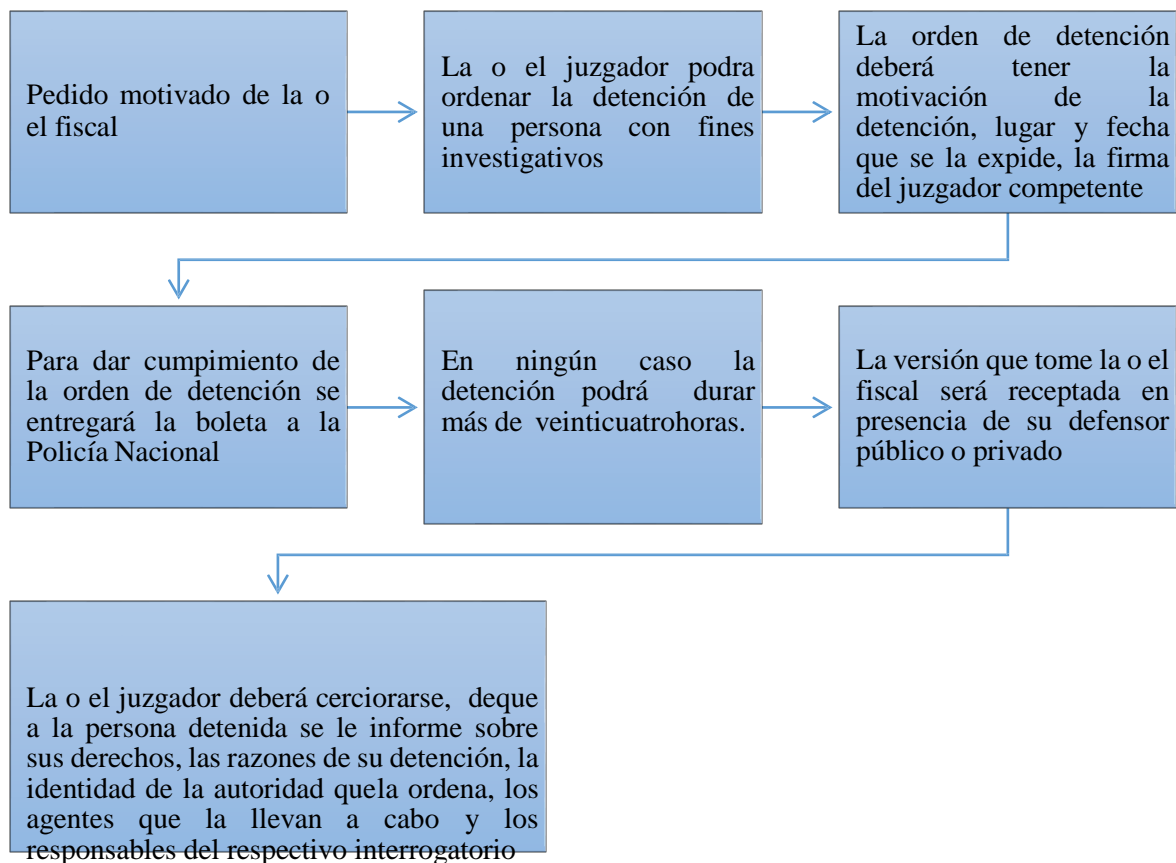 Pedido motivado de la o
el fiscal
La o el juzgador podra
ordenar la detención de
una persona con fines
investigativos
La orden de detención
deberá tener la
motivación de la
detención, lugar y fecha
que se la expide, la firma
del juzgador competente
Para dar cumpimiento de
la orden de detención se
entregará la boleta a la
Policía Nacional
En ningún caso la
detención podrá durar
más de veinticuatrohoras.
La versión que tome la o el
fiscal será receptada en
presencia de su defensor
público o privado
La o el juzgador deberá cerciorarse, deque
a la persona detenida se le informe sobre
sus derechos, las razones de su detención, la
identidad de la autoridad quela ordena, los
agentes que la llevan a cabo y los
responsables del respectivo interrogatorio